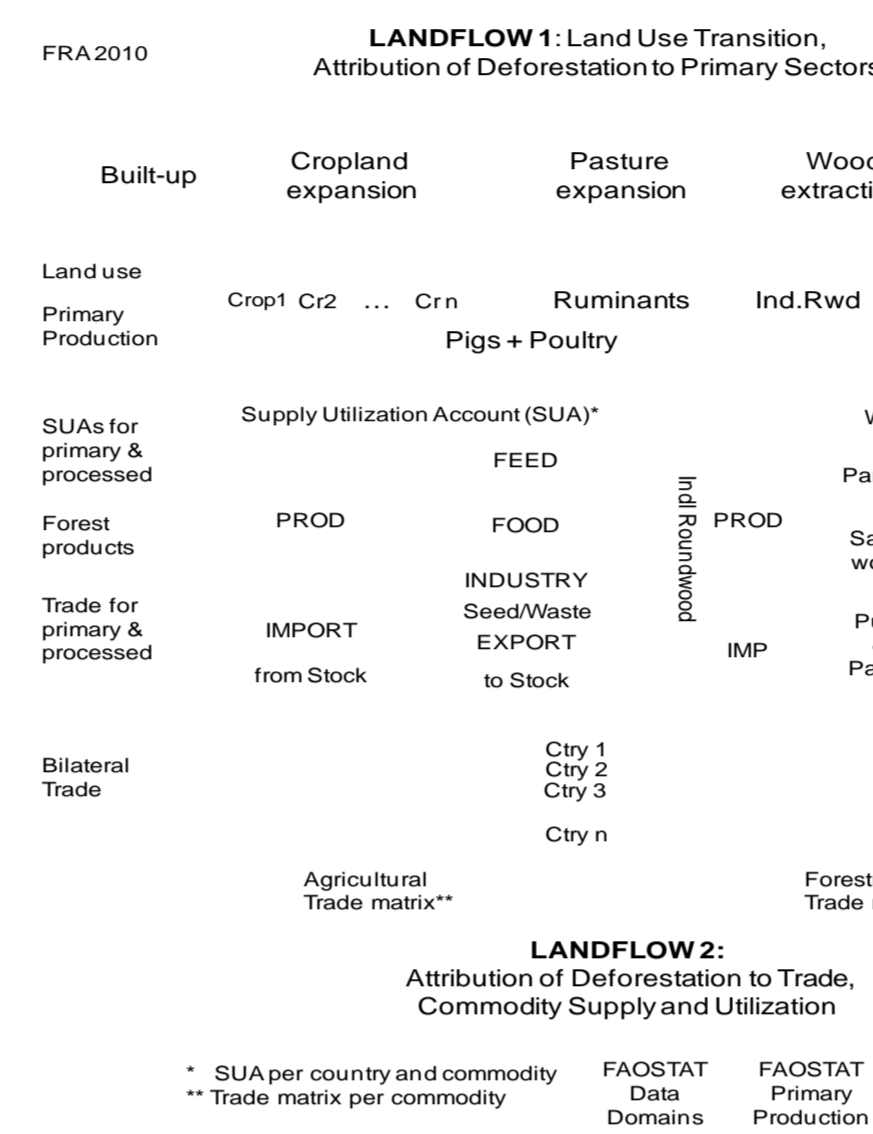 FRA 2010
LANDFLOW 1: Land Use Transition,
Attribution of Deforestation to Primary Sectors
Built-up
Cropland
expansion
Pasture
expansion
Land use
Primary
Production
Crop1 Cr2 … Cr n
Ruminants
Ind.Rwd
Pigs + Poultry
SUAs for
primary &
processed
Supply Utilization Account (SUA)*
FEED
Forest
products
PROD
FOOD
Indl Roundwood
PROD
INDUSTRY
Seed/Waste
Trade for
primary &
processed
IMPORT
EXPORT
IMP
from Stock
to Stock
Bilateral
Trade
Ctry 1
Ctry 2
Ctry 3
Ctry n
Agricultural
Trade matrix**
Trade
LANDFLOW 2:
Attribution of Deforestation to Trade,
Commodity Supply and Utilization
* SUA per country and commodity
** Trade matrix per commodity
FAOSTAT
Data
Domains
FAOSTAT
Primary
Production